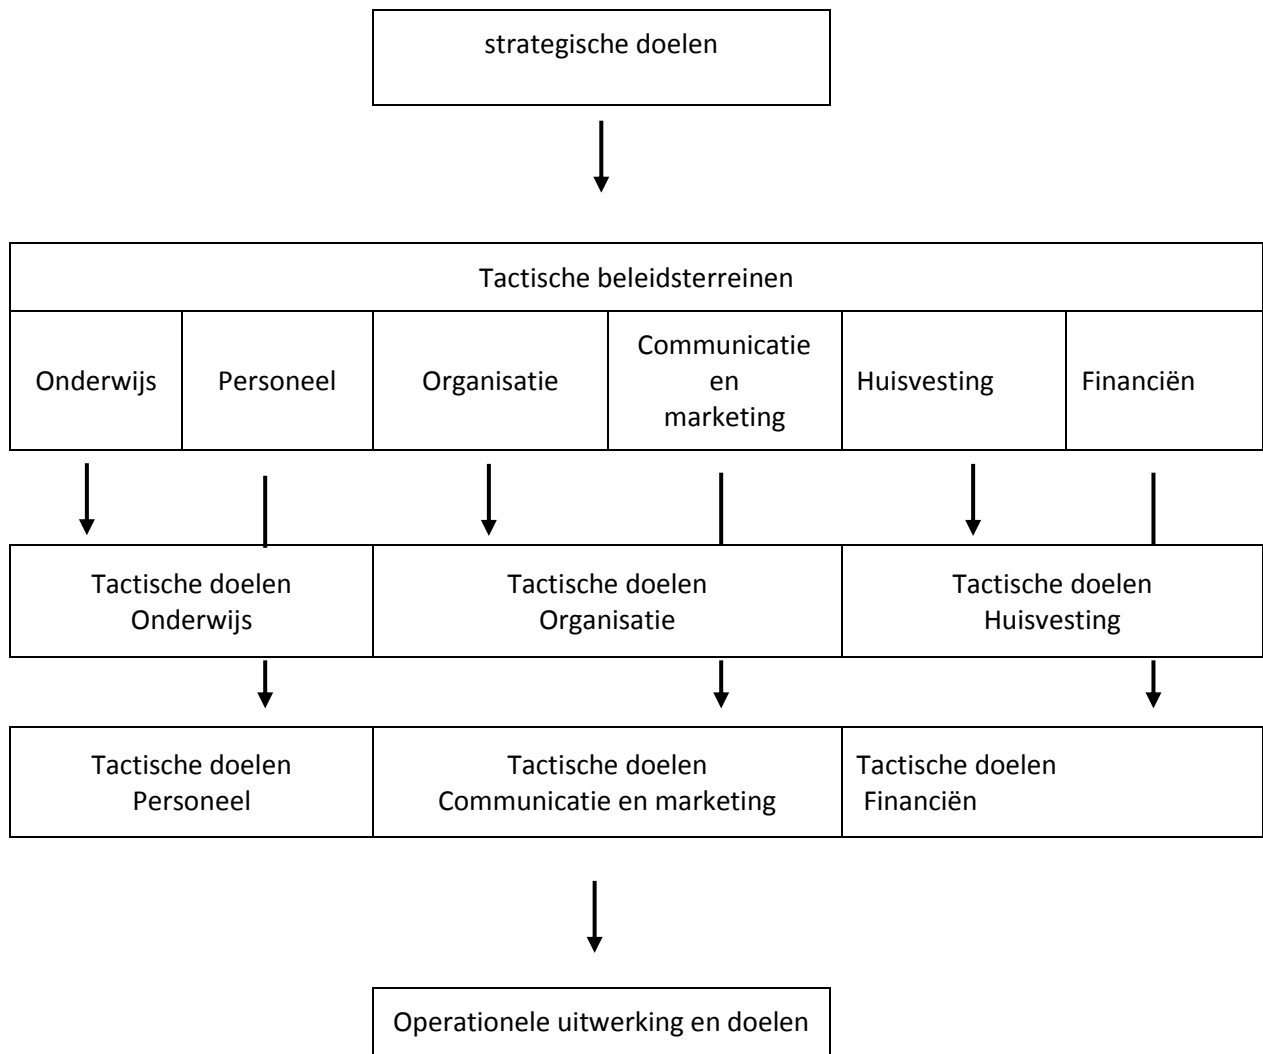 strategische doelen
Tactische beleidsterreinen
Onderwijs
Personeel
Organisatie
Communicatie
en
marketing
Huisvesting
Financiën
Tactische doelen
Onderwijs
Tactische doelen
Organisatie
Tactische doelen
Huisvesting
Tactische doelen
Personeel
Tactische doelen
Communicatie en marketing
Tactische doelen
Financiën
Operationele uitwerking en doelen